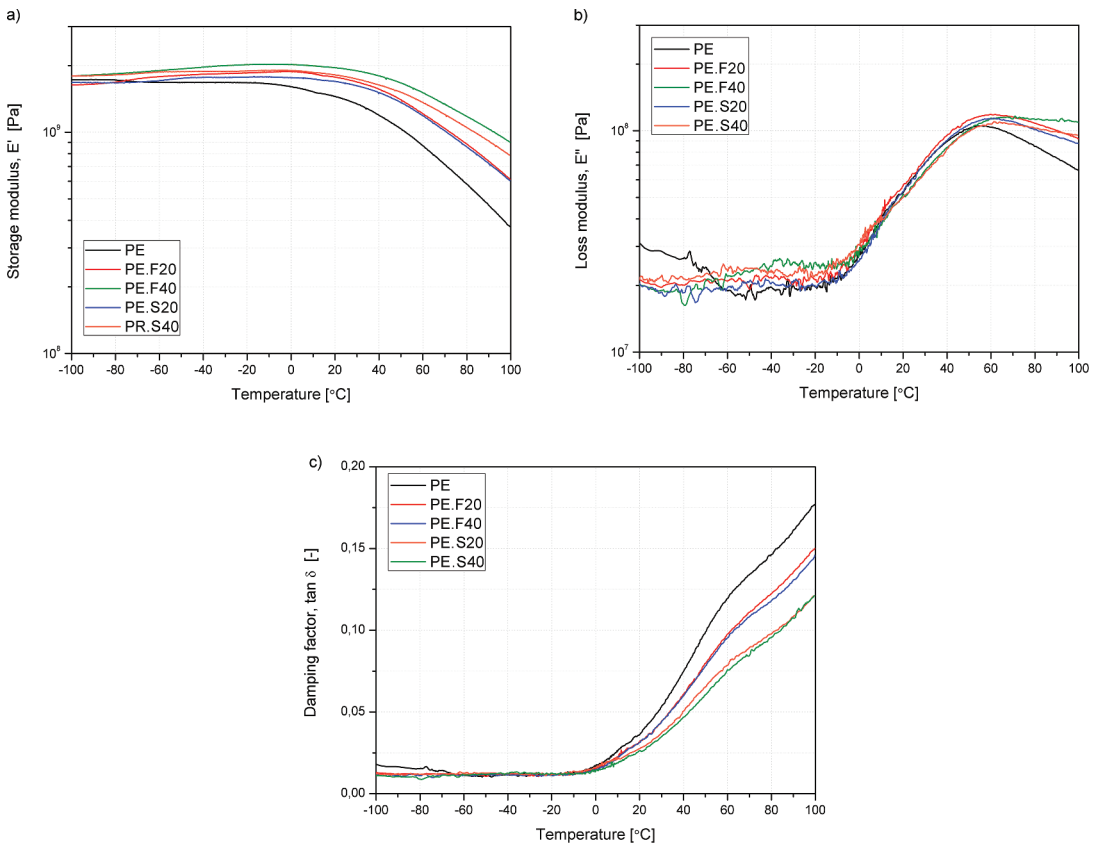 a)
Storage modulus, E' [Pa]
10⁹
10⁸
PE
PE.F20
PE.F40
PE.S20
PR.S40
-100 -80 -60 -40 -20 0 20 40 60 80 100
Temperature [°C]
b)
Loss modulus, E" [Pa]
10⁸
10⁷
PE
PE.F20
PE.F40
PE.S20
PE.S40
-100 -80 -60 -40 -20 0 20 40 60 80 100
Temperature [°C]
c)
Damping factor, tan δ [-]
0,20
0,15
0,10
0,05
0,00
PE
PE.F20
PE.F40
PE.S20
PE.S40
-100 -80 -60 -40 -20 0 20 40 60 80 100
Temperature [°C]